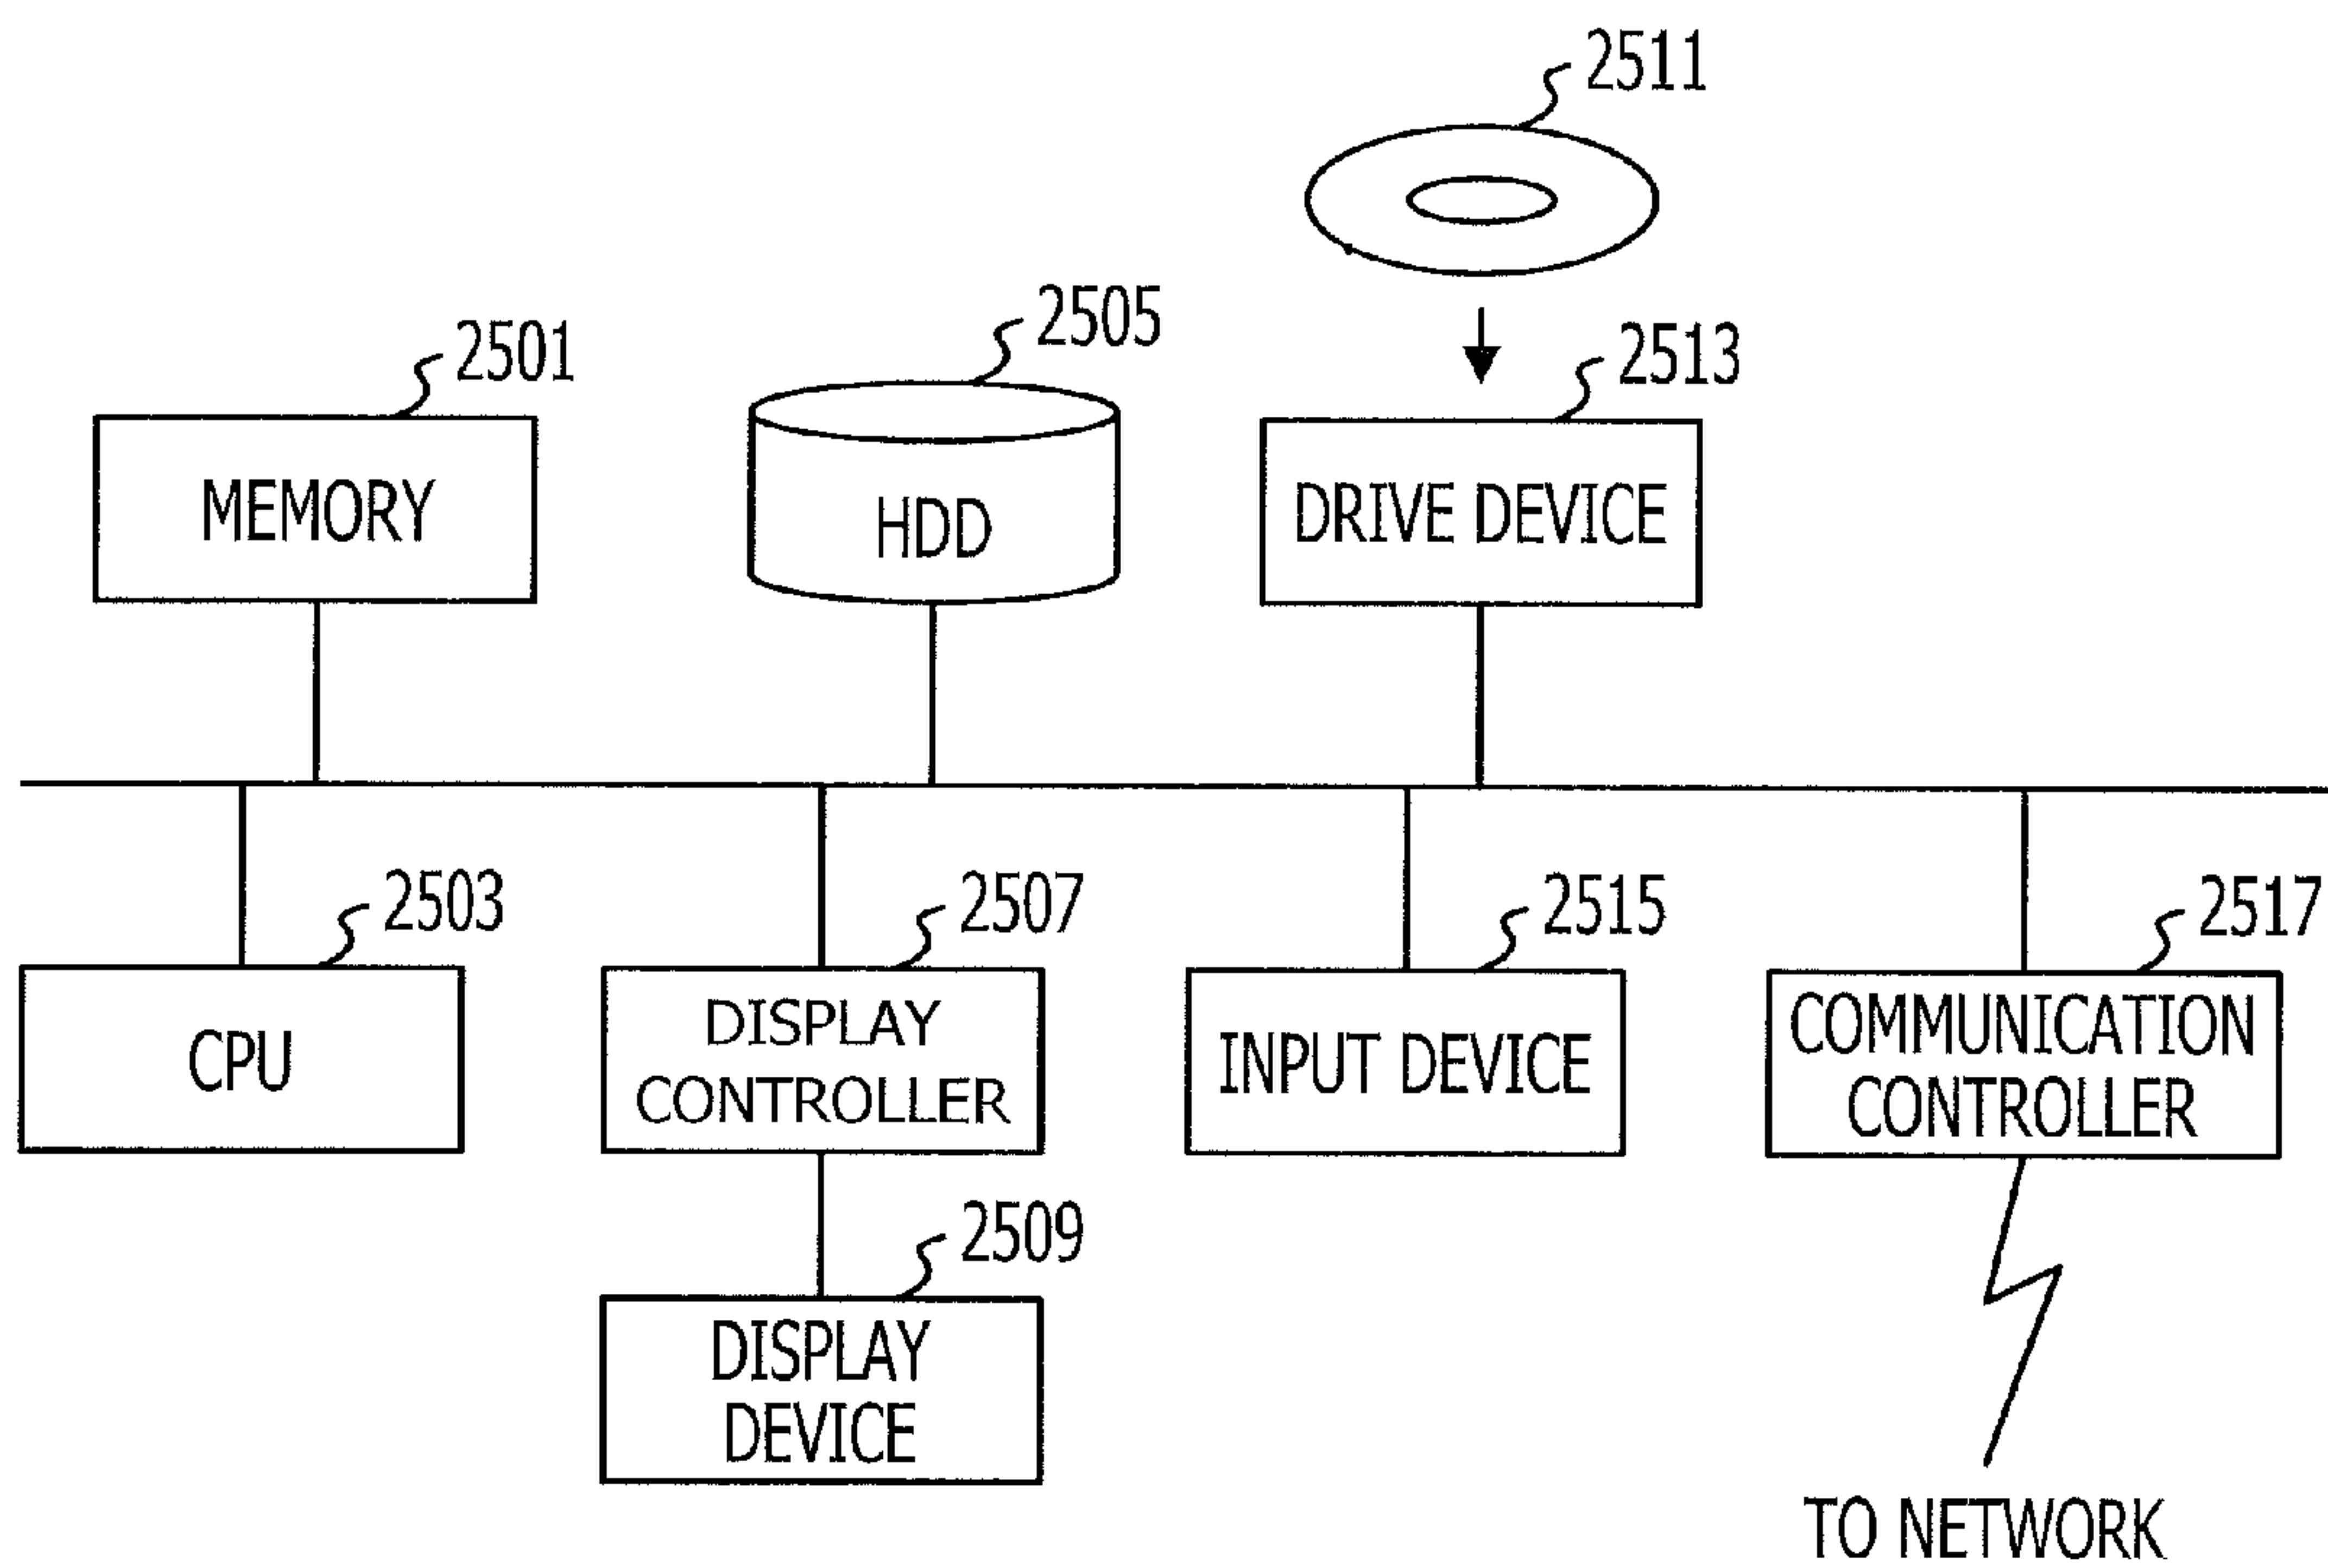 2511
2505
2501
2513
MEMORY
HDD
DRIVE DEVICE
2503
2507
2515
2517
CPU
DISPLAY
CONTROLLER
INPUT DEVICE
COMMUNICATION
CONTROLLER
2509
DISPLAY
DEVICE
TO NETWORK